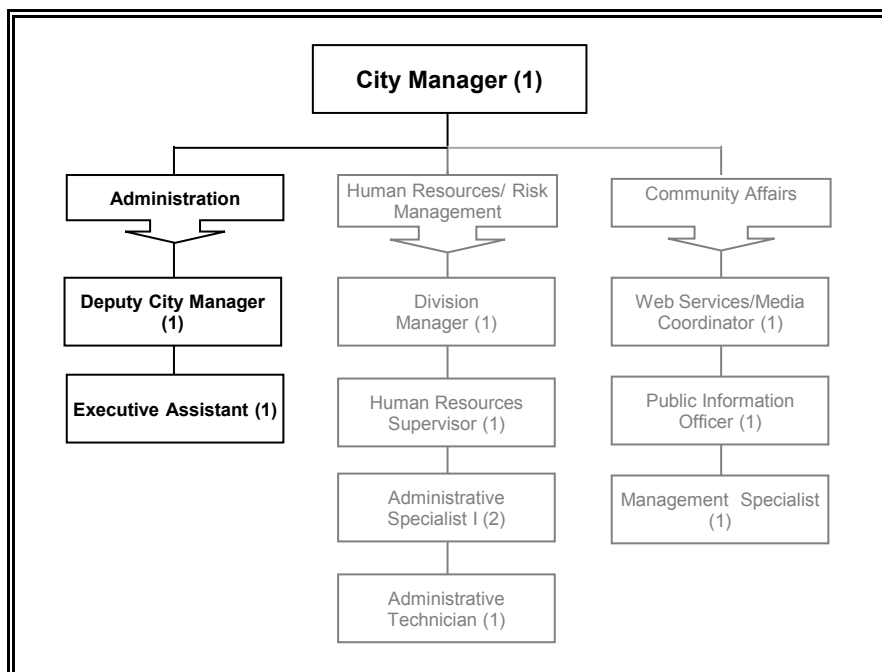 City Manager (1)
Administration
Deputy City Manager
(1)
Executive Assistant (1)
Human Resources/ Risk
Management
Division
Manager (1)
Human Resources
Supervisor (1)
Administrative
Specialist I (2)
Administrative
Technician (1)
Community Affairs
Web Services/Media
Coordinator (1)
Public Information
Officer (1)
Management Specialist
(1)